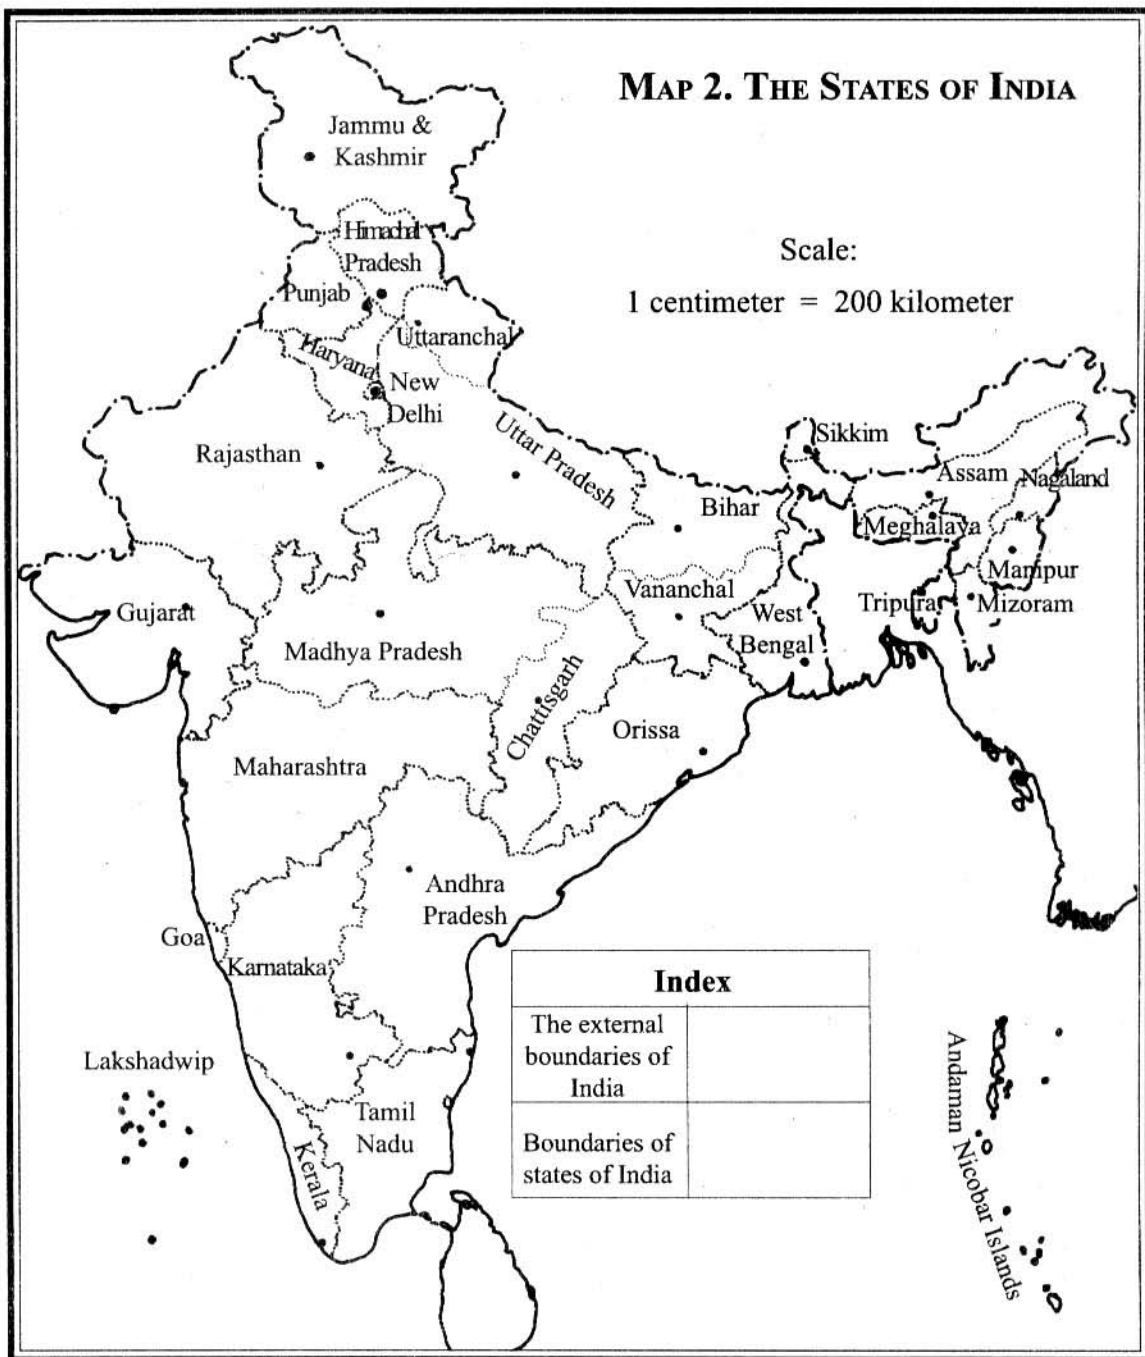 MAP 2. THE STATES OF INDIA
Jammu &
Kashmir
Himachal
Pradesh
Scale:
1 centimeter = 200 kilometer
Punjab
Uttaranchal
Haryana
New
Delhi
Rajasthan
Uttar Pradesh
Sikkim
Assam
Nagaland
Bihar
Meghalaya
Manipur
Vananchal
Gujarat
West
Bengal
Tripura
Mizoram
Madhya Pradesh
Chattisgarh
Orissa
Maharashtra
Andhra
Pradesh
Goa
Karnataka
Index
The external
boundaries of
India
Boundaries of
states of India
Lakshadwip
Tamil
Nadu
Kerala
Andaman Nicobar Islands